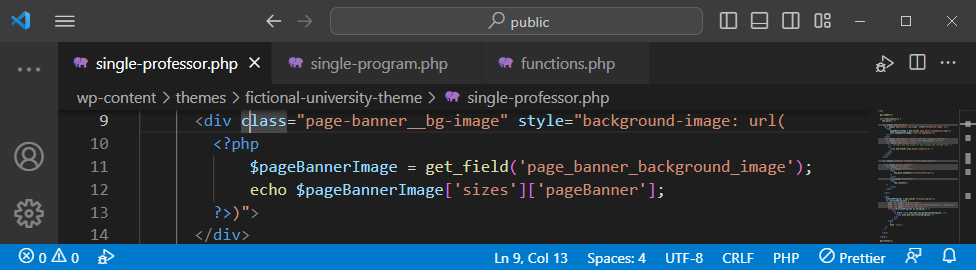 public
single-professor.php
single-program.php
functions.php
wp-content > themes > fictional-university-theme > single-professor.php
9 <div class="page-banner__bg-image" style="background-image: url(
10 <?php
11 $pageBannerImage = get_field('page_banner_background_image');
12 echo $pageBannerImage['sizes']['pageBanner'];
13 ?>)">
14 </div>
0 0 Ln 9, Col 13 Spaces: 4 UTF-8 CRLF PHP Prettier